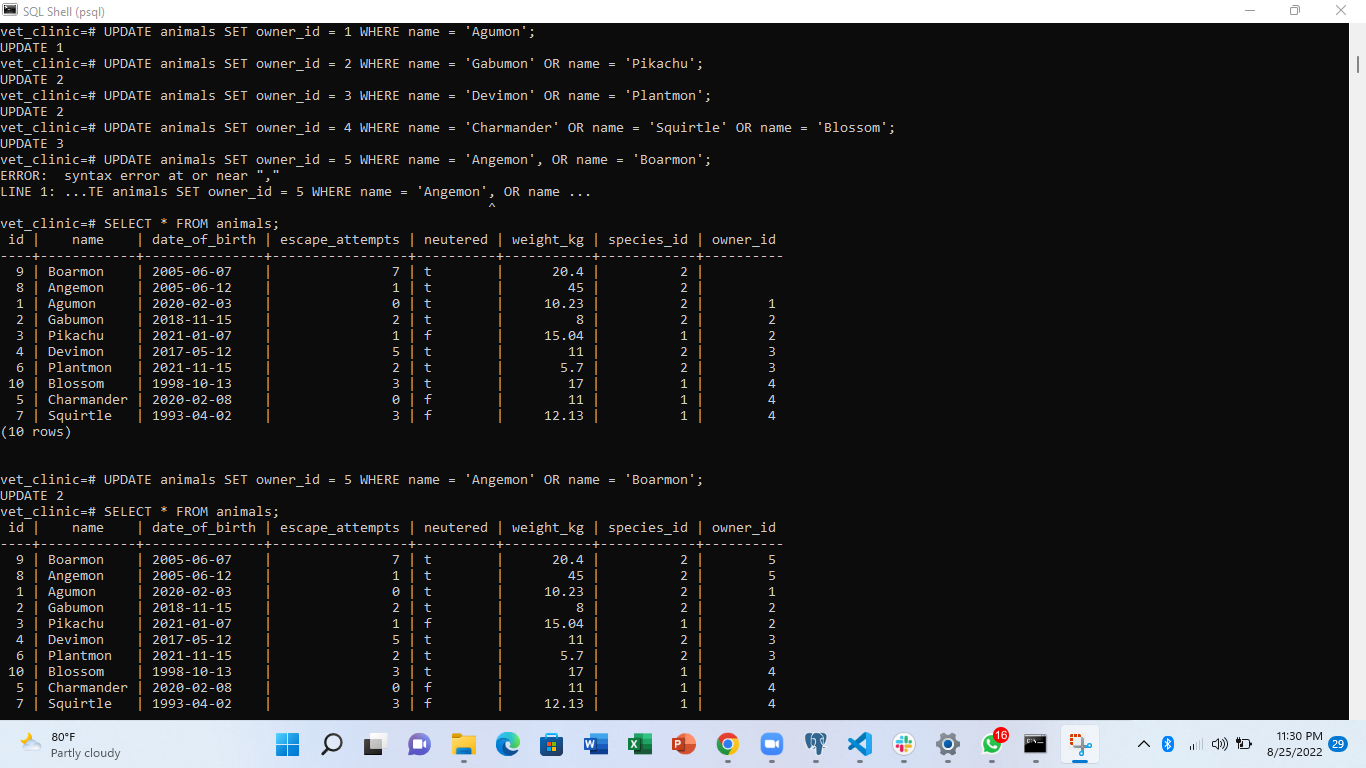 SQL Shell (psql)
vet_clinic=# UPDATE animals SET owner_id = 1 WHERE name = 'Agumon';
UPDATE 1
vet_clinic=# UPDATE animals SET owner_id = 2 WHERE name = 'Gabumon' OR name = 'Pikachu';
UPDATE 2
vet_clinic=# UPDATE animals SET owner_id = 3 WHERE name = 'Devimon' OR name = 'Plantmon';
UPDATE 2
vet_clinic=# UPDATE animals SET owner_id = 4 WHERE name = 'Charmander' OR name = 'Squirtle' OR name = 'Blossom';
UPDATE 3
vet_clinic=# UPDATE animals SET owner_id = 5 WHERE name = 'Angemon', OR name = 'Boarmon';
ERROR:  syntax error at or near ","
LINE 1: ...TE animals SET owner_id = 5 WHERE name = 'Angemon', OR name ...
                                                             ^
vet_clinic=# SELECT * FROM animals;
 id |    name    | date_of_birth | escape_attempts | neutered | weight_kg | species_id | owner_id
----+------------+---------------+-----------------+----------+-----------+------------+----------
  9 | Boarmon    | 2005-06-07    |               7 | t        |      20.4 |          2 |
  8 | Angemon    | 2005-06-12    |               1 | t        |        45 |          2 |
  1 | Agumon     | 2020-02-03    |               0 | t        |     10.23 |          2 |        1
  2 | Gabumon    | 2018-11-15    |               2 | t        |         8 |          2 |        2
  3 | Pikachu    | 2021-01-07    |               1 | f        |     15.04 |          1 |        2
  4 | Devimon    | 2017-05-12    |               5 | t        |        11 |          2 |        3
  6 | Plantmon   | 2021-11-15    |               2 | t        |       5.7 |          2 |        3
 10 | Blossom    | 1998-10-13    |               3 | t        |        17 |          1 |        4
  5 | Charmander | 2020-02-08    |               0 | f        |        11 |          1 |        4
  7 | Squirtle   | 1993-04-02    |               3 | f        |     12.13 |          1 |        4
(10 rows)
vet_clinic=# UPDATE animals SET owner_id = 5 WHERE name = 'Angemon' OR name = 'Boarmon';
UPDATE 2
vet_clinic=# SELECT * FROM animals;
 id |    name    | date_of_birth | escape_attempts | neutered | weight_kg | species_id | owner_id
----+------------+---------------+-----------------+----------+-----------+------------+----------
  9 | Boarmon    | 2005-06-07    |               7 | t        |      20.4 |          2 |        5
  8 | Angemon    | 2005-06-12    |               1 | t        |        45 |          2 |        5
  1 | Agumon     | 2020-02-03    |               0 | t        |     10.23 |          2 |        1
  2 | Gabumon    | 2018-11-15    |               2 | t        |         8 |          2 |        2
  3 | Pikachu    | 2021-01-07    |               1 | f        |     15.04 |          1 |        2
  4 | Devimon    | 2017-05-12    |               5 | t        |        11 |          2 |        3
  6 | Plantmon   | 2021-11-15    |               2 | t        |       5.7 |          2 |        3
 10 | Blossom    | 1998-10-13    |               3 | t        |        17 |          1 |        4
  5 | Charmander | 2020-02-08    |               0 | f        |        11 |          1 |        4
  7 | Squirtle   | 1993-04-02    |               3 | f        |     12.13 |          1 |        4
80°F
Partly cloudy
W
X
P
16
11:30 PM
8/25/2022
29